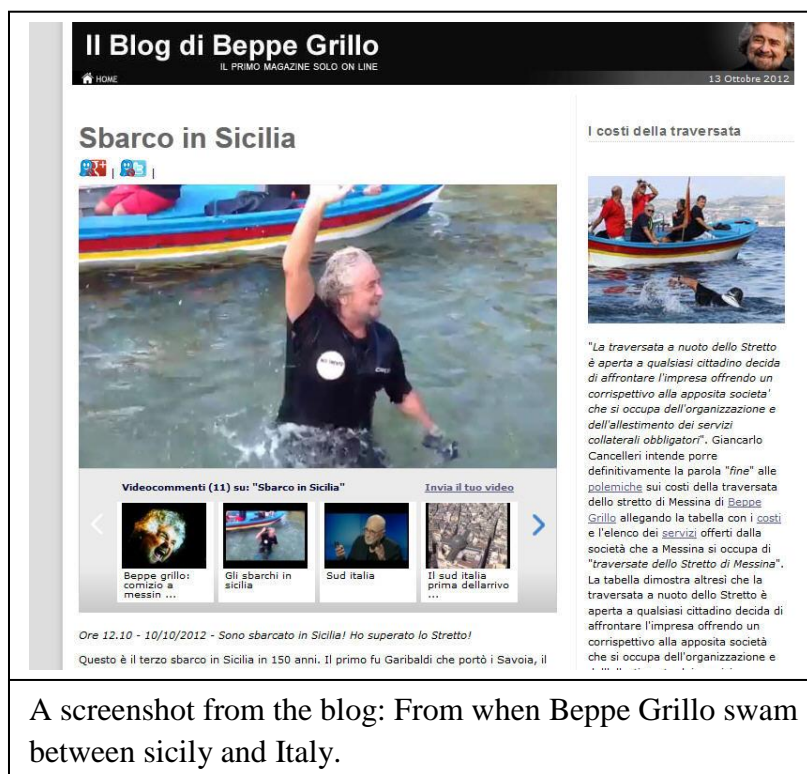 Il Blog di Beppe Grillo
IL PRIMO MAGAZINE SOLO ON LINE
HOME
13 Ottobre 2012
Sbarco in Sicilia
| |
Videocommenti (11) su: "Sbarco in Sicilia"
Invia il tuo video
Beppe grillo:
comizio a
messin ...
Gli sbarchi in
sicilia
Sud italia
Il sud italia
prima dellarrivo
...
Ore 12.10 - 10/10/2012 - Sono sbarcato in Sicilia! Ho superato lo Stretto!
Questo è il terzo sbarco in Sicilia in 150 anni. Il primo fu Garibaldi che portò i Savoia, il
I costi della traversata
"La traversata a nuoto dello Stretto
è aperta a qualsiasi cittadino decida
di affrontare l'impresa offrendo un
corrispettivo alla apposita societa'
che si occupa dell'organizzazione e
dell'allestimento dei servizi
collaterali obbligatori". Giancarlo
Cancelleri intende porre
definitivamente la parola "fine" alle
polemiche sui costi della traversata
dello stretto di Messina di Beppe
Grillo allegando la tabella con i costi
e l'elenco dei servizi offerti dalla
società che a Messina si occupa di
"traversate dello Stretto di Messina".
La tabella dimostra altresì che la
traversata a nuoto dello Stretto è
aperta a qualsiasi cittadino decida di
affrontare l'impresa offrendo un
corrispettivo alla apposita società
che si occupa dell'organizzazione e
A screenshot from the blog: From when Beppe Grillo swam
between sicily and Italy.